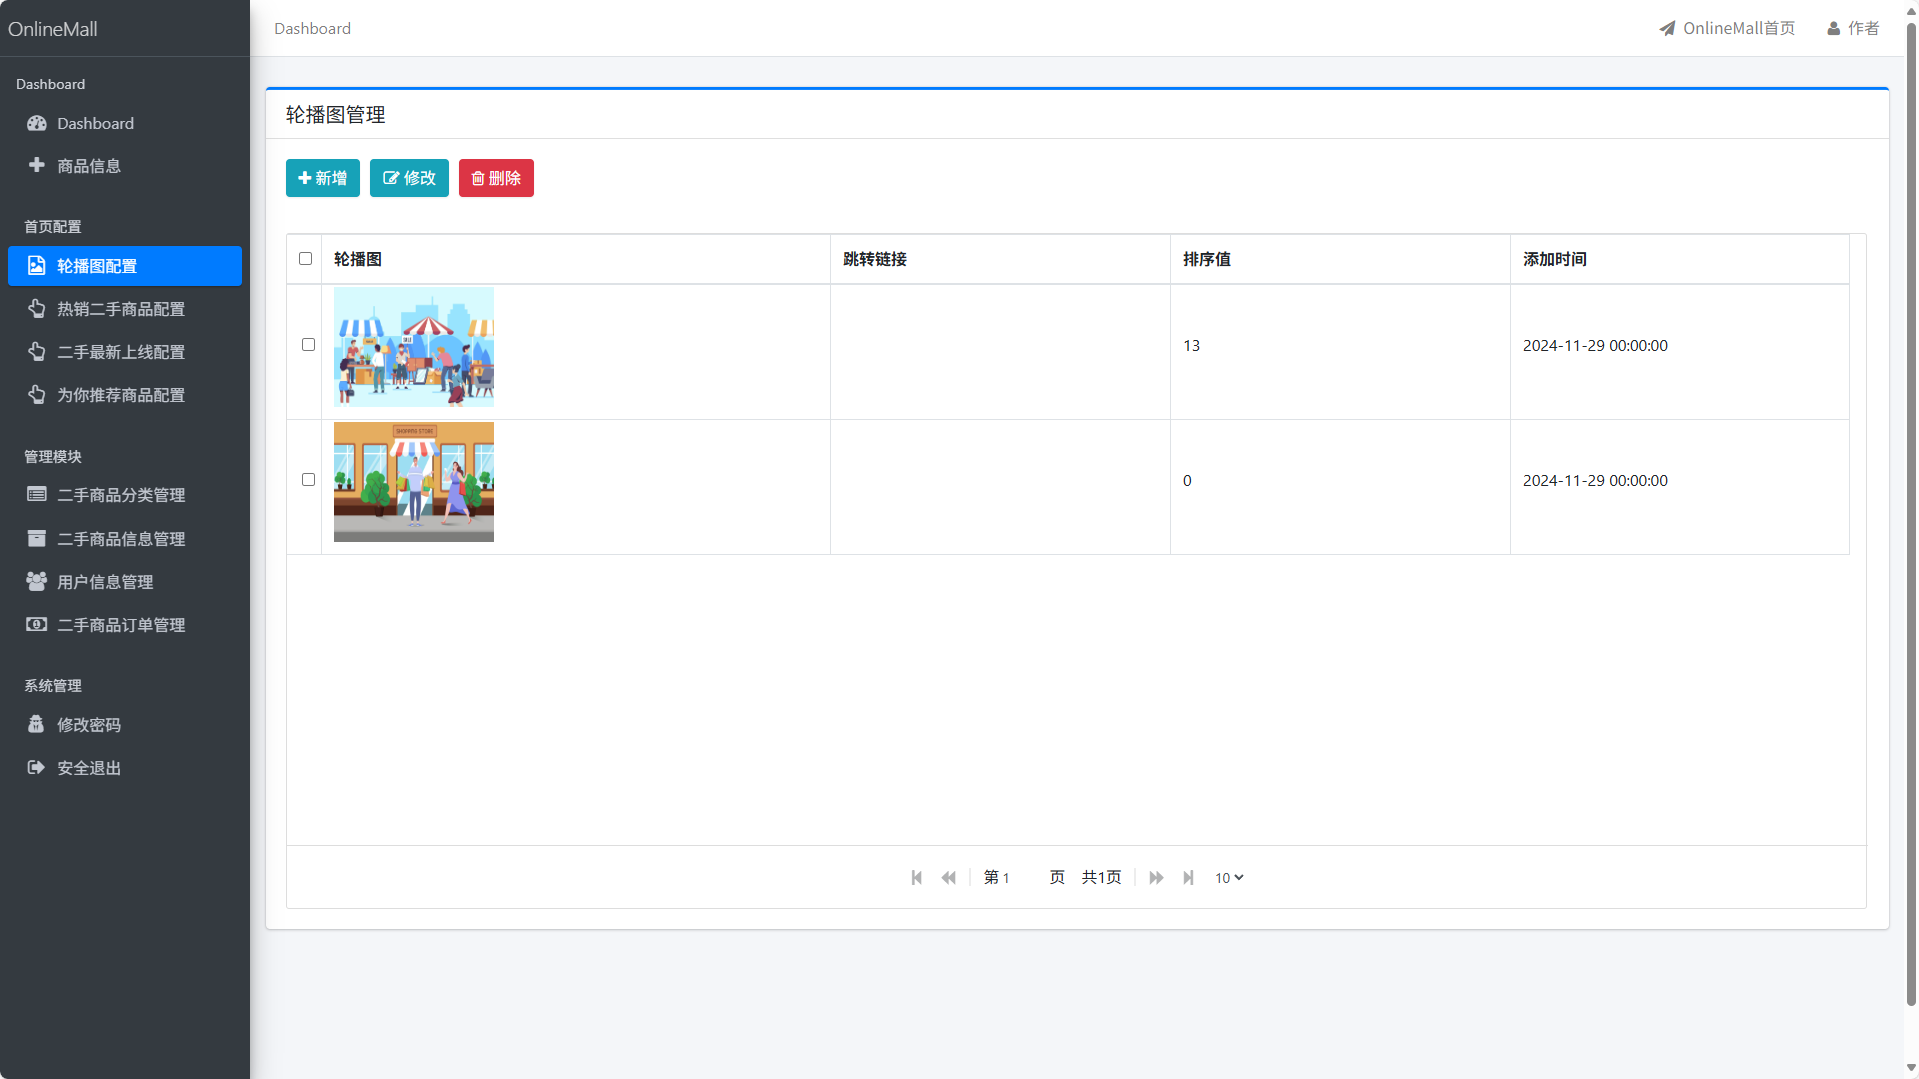 OnlineMall
Dashboard
OnlineMall首页
作者
Dashboard
Dashboard
商品信息
首页配置
轮播图配置
热销二手商品配置
二手最新上线配置
为你推荐商品配置
管理模块
二手商品分类管理
二手商品信息管理
用户信息管理
二手商品订单管理
系统管理
修改密码
安全退出
轮播图管理
新增
修改
删除
轮播图
跳转链接
排序值
添加时间
13
2024-11-29 00:00:00
SHOPPING STORE
0
2024-11-29 00:00:00
第 1 页 共1页
10